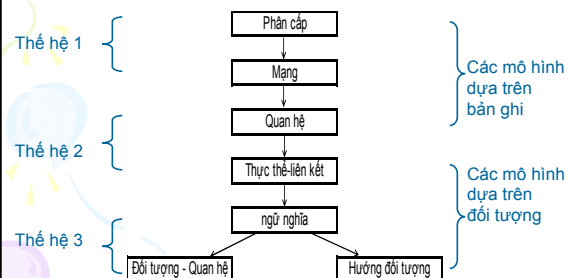 Phân cấp
Thế hệ 1
Mạng
Các mô hình
dựa trên
bản ghi
Quan hệ
Thế hệ 2
Thực thể-liên kết
Các mô hình
dựa trên
đối tượng
ngữ nghĩa
Thế hệ 3
Đối tượng - Quan hệ
Hướng đối tượng